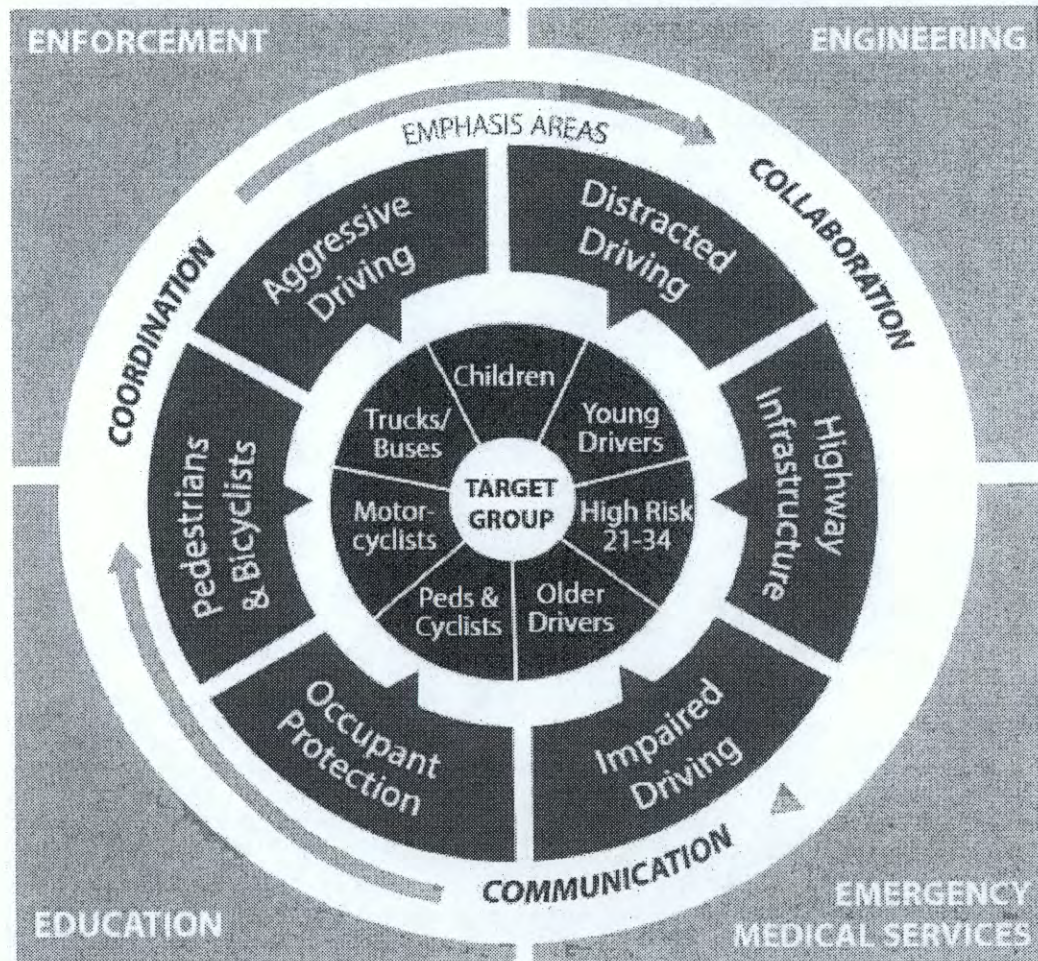 ENFORCEMENT
ENGINEERING
EMPHASIS AREAS
COORDINATION
COLLABORATION
COMMUNICATION
Aggressive
Driving
Distracted
Driving
Highway
Infrastructure
Impaired
Driving
Occupant
Protection
Pedestrians
& Bicyclists
Children
Young
Drivers
High Risk
21-34
Older
Drivers
Peds &
Cyclists
Motor-
cyclists
Trucks/
Buses
TARGET
GROUP
EDUCATION
EMERGENCY
MEDICAL SERVICES